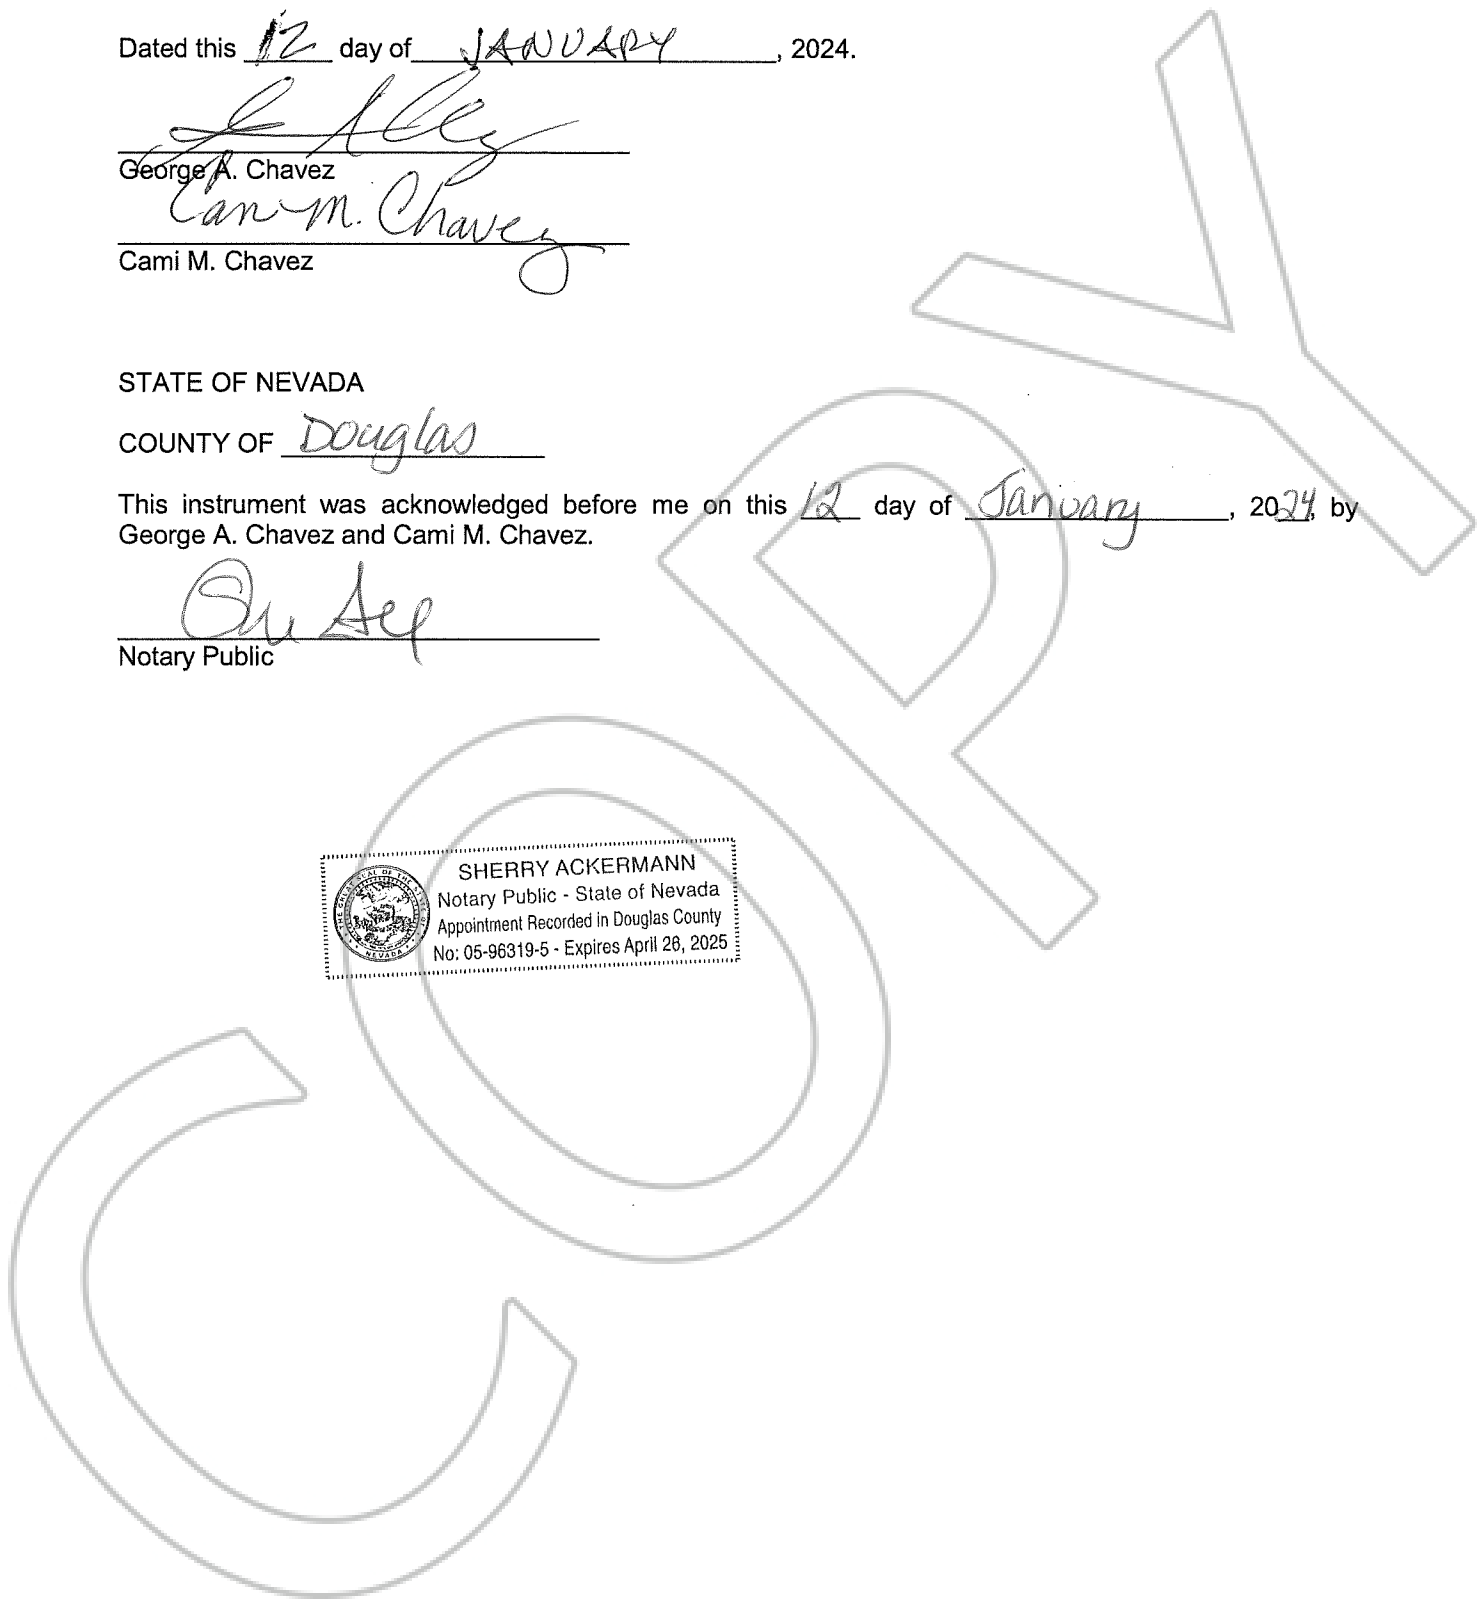 Dated this 12 day of JANUARY, 2024.
George A. Chavez
Cami M. Chavez
Cami M. Chavez
STATE OF NEVADA
COUNTY OF Douglas
This instrument was acknowledged before me on this 12 day of January, 2024, by
George A. Chavez and Cami M. Chavez.
Notary Public
SHERRY ACKERMANN
Notary Public - State of Nevada
Appointment Recorded in Douglas County
No: 05-96319-5 - Expires April 26, 2025
NEVADA
COPY